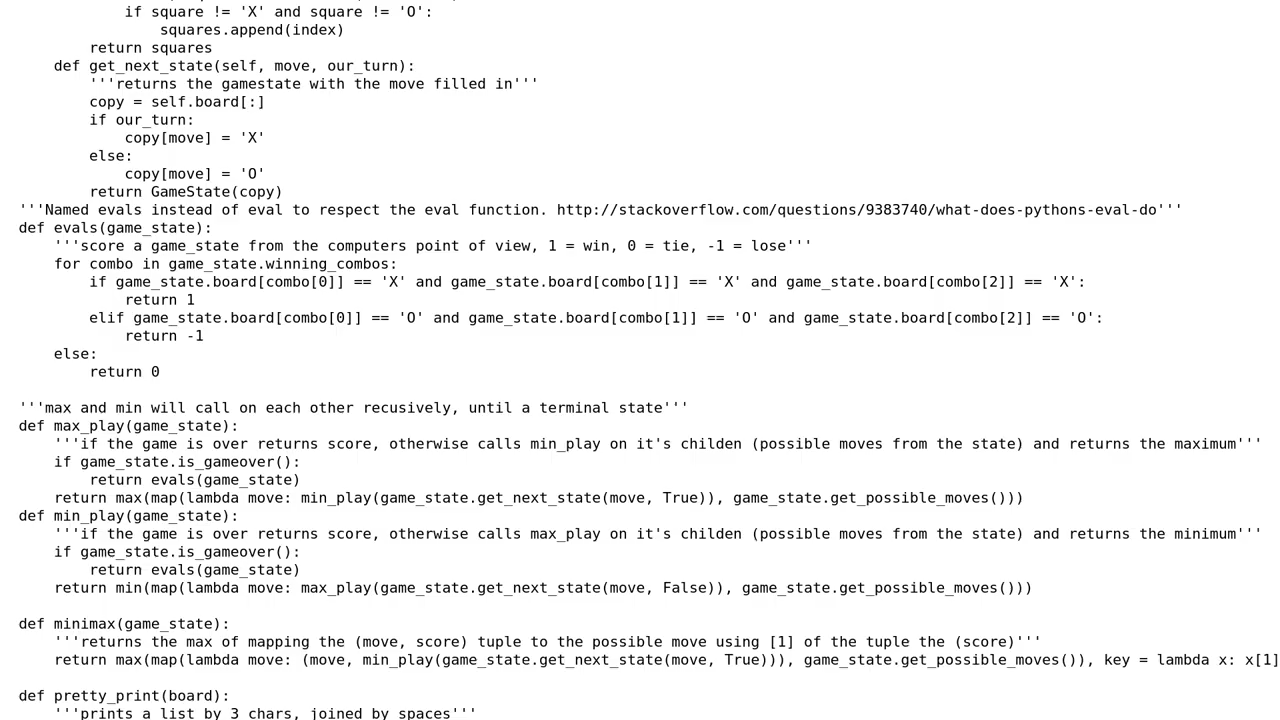 if square != 'X' and square != 'O':
squares.append(index)
return squares
def get_next_state(self, move, our_turn):
'''returns the gamestate with the move filled in'''
copy = self.board[:]
if our_turn:
copy[move] = 'X'
else:
copy[move] = 'O'
return GameState(copy)
'''Named evals instead of eval to respect the eval function. http://stackoverflow.com/questions/9383740/what-does-pythons-eval-do'''
def evals(game_state):
'''score a game_state from the computers point of view, 1 = win, 0 = tie, -1 = lose'''
for combo in game_state.winning_combos:
if game_state.board[combo[0]] == 'X' and game_state.board[combo[1]] == 'X' and game_state.board[combo[2]] == 'X':
return 1
elif game_state.board[combo[0]] == 'O' and game_state.board[combo[1]] == 'O' and game_state.board[combo[2]] == 'O':
return -1
else:
return 0
'''max and min will call on each other recusively, until a terminal state'''
def max_play(game_state):
'''if the game is over returns score, otherwise calls min_play on it's childen (possible moves from the state) and returns the maximum'''
if game_state.is_gameover():
return evals(game_state)
return max(map(lambda move: min_play(game_state.get_next_state(move, True)), game_state.get_possible_moves()))
def min_play(game_state):
'''if the game is over returns score, otherwise calls max_play on it's childen (possible moves from the state) and returns the minimum'''
if game_state.is_gameover():
return evals(game_state)
return min(map(lambda move: max_play(game_state.get_next_state(move, False)), game_state.get_possible_moves()))
def minimax(game_state):
'''returns the max of mapping the (move, score) tuple to the possible move using [1] of the tuple the (score)'''
return max(map(lambda move: (move, min_play(game_state.get_next_state(move, True))), game_state.get_possible_moves()), key = lambda x: x[1]
def pretty_print(board):
'''prints a list by 3 chars, joined by spaces'''